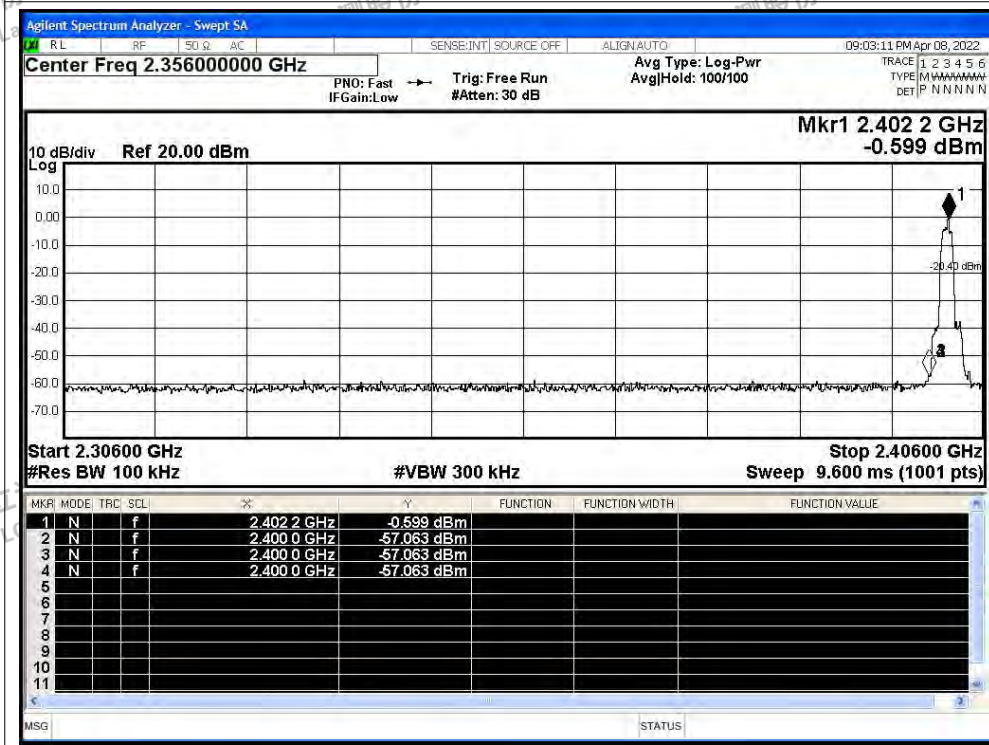 Agilent Spectrum Analyzer - Swept SA
RL RF 50 Ω AC SENSE:INT SOURCE OFF ALIGN AUTO 09:03:11 PM Apr 08, 2022
Center Freq 2.356000000 GHz
PNO: Fast
IFGain:Low
Trig: Free Run
#Atten: 30 dB
Avg Type: Log-Pwr
Avg|Hold: 100/100
TRACE 1 2 3 4 5 6
TYPE M
DET P N N N N N
Mkr1 2.402 2 GHz
-0.599 dBm
10 dB/div Ref 20.00 dBm
Log
10.0
0.00
-10.0
-20.0
-30.0
-40.0
-50.0
-60.0
-70.0
1
-20.40 dBm
Start 2.30600 GHz Stop 2.40600 GHz
#Res BW 100 kHz #VBW 300 kHz Sweep 9.600 ms (1001 pts)
MKR MODE TRC SCL X Y FUNCTION FUNCTION WIDTH FUNCTION VALUE
1 N f 2.402 2 GHz -0.599 dBm
2 N f 2.400 0 GHz -57.063 dBm
3 N f 2.400 0 GHz -57.063 dBm
4 N f 2.400 0 GHz -57.063 dBm
5
6
7
8
9
10
11
MSG STATUS